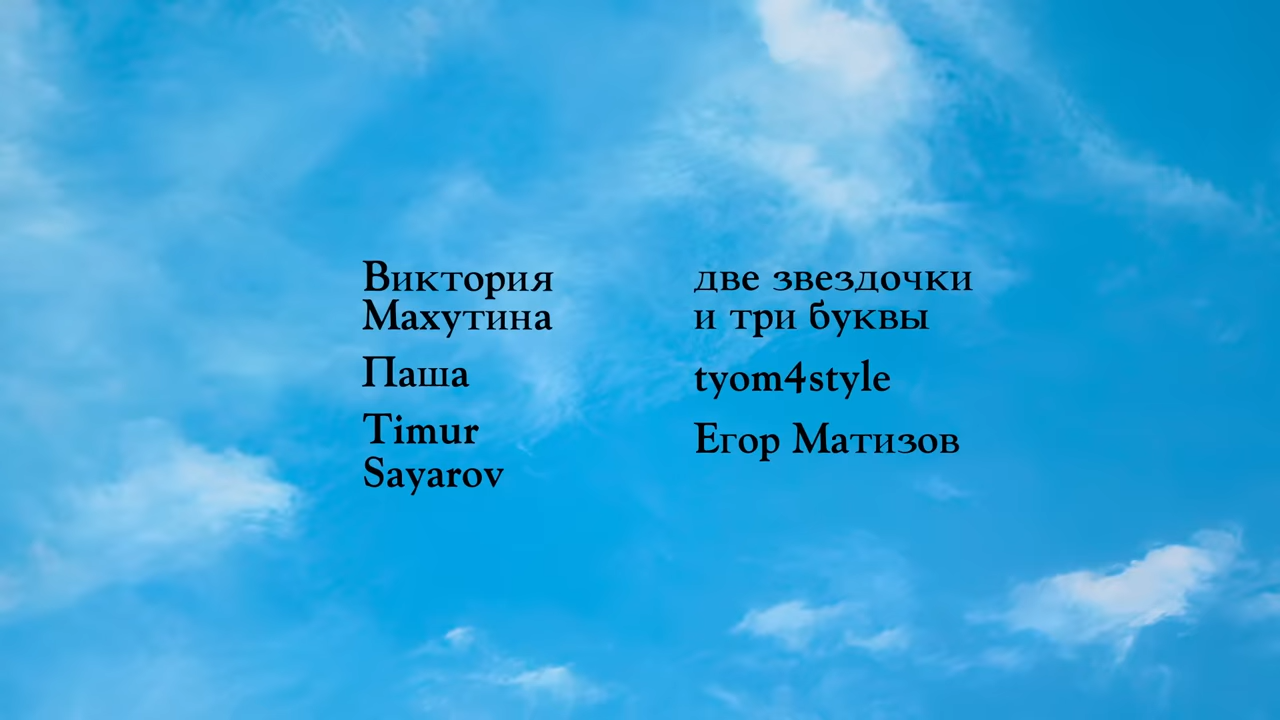 Виктория
Махутина
Паша
Timur
Sayarov
две звездочки
и три буквы
tyom4style
Егор Матизов